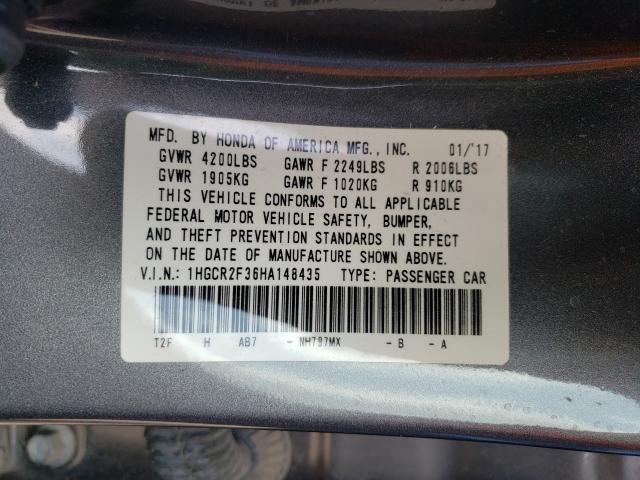 MFD. BY HONDA OF AMERICA MFG., INC. 01/'17
GVWR 4200LBS GAWR F 2249LBS R 2006LBS
GVWR 1905KG GAWR F 1020KG R 910KG
THIS VEHICLE CONFORMS TO ALL APPLICABLE
FEDERAL MOTOR VEHICLE SAFETY, BUMPER,
AND THEFT PREVENTION STANDARDS IN EFFECT
ON THE DATE OF MANUFACTURE SHOWN ABOVE.
V.I.N.: 1HGCR2F36HA148435 TYPE: PASSENGER CAR
T2F H AB7 - NH797MX - B - A